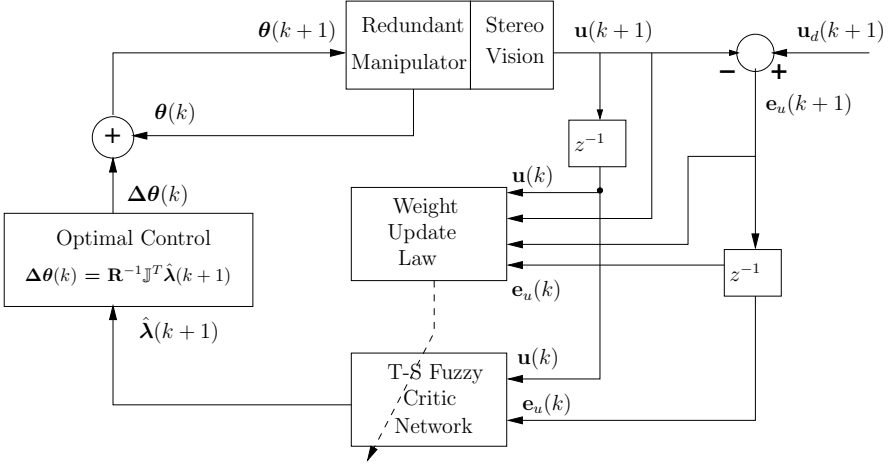 θ(k+1)
Redundant
Manipulator
Stereo
Vision
u(k+1)
u_d(k+1)
− +
e_u(k+1)
θ(k)
+
z⁻¹
u(k)
Δθ(k)
Weight
Update
Law
Optimal Control
Δθ(k) = R⁻¹𝕁ᵀλ̂(k+1)
z⁻¹
e_u(k)
λ̂(k+1)
u(k)
T-S Fuzzy
Critic
Network
e_u(k)